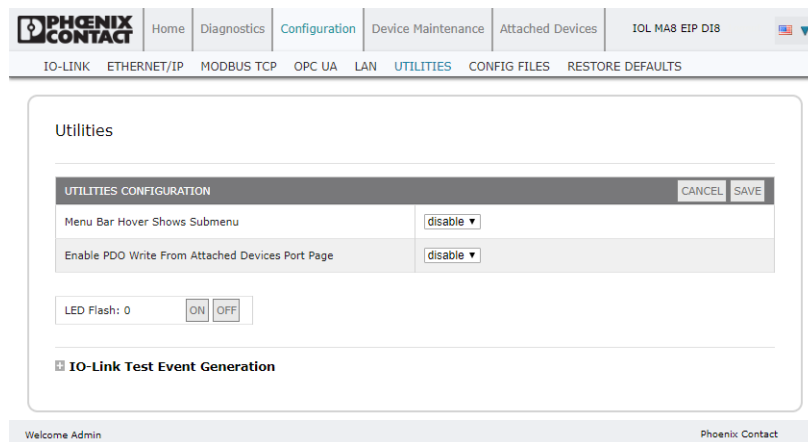 PHŒNIX CONTACT
Home Diagnostics Configuration Device Maintenance Attached Devices IOL MA8 EIP DI8
IO-LINK ETHERNET/IP MODBUS TCP OPC UA LAN UTILITIES CONFIG FILES RESTORE DEFAULTS
Utilities
UTILITIES CONFIGURATION CANCEL SAVE
Menu Bar Hover Shows Submenu disable
Enable PDO Write From Attached Devices Port Page disable
LED Flash: 0 ON OFF
IO-Link Test Event Generation
Welcome Admin Phoenix Contact